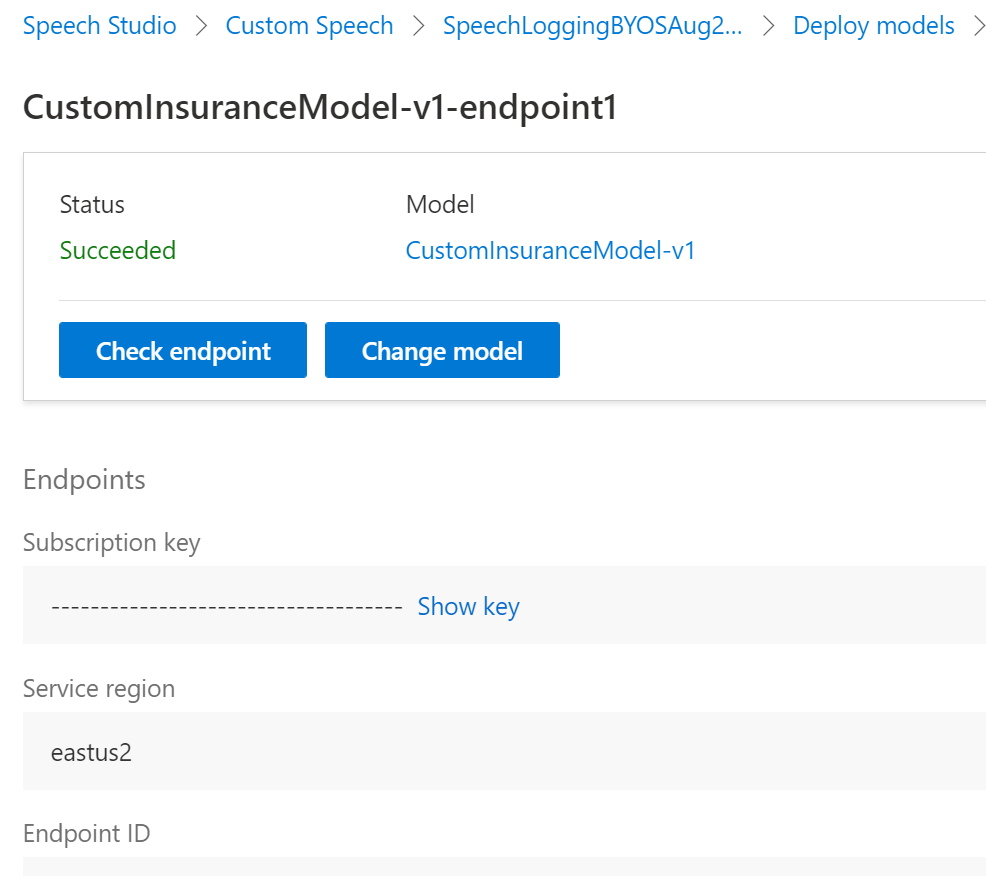 Speech Studio > Custom Speech > SpeechLoggingBYOSAug2... > Deploy models >
CustomInsuranceModel-v1-endpoint1
Status Model
Succeeded CustomInsuranceModel-v1
Check endpoint Change model
Endpoints
Subscription key
------------------------------------ Show key
Service region
eastus2
Endpoint ID